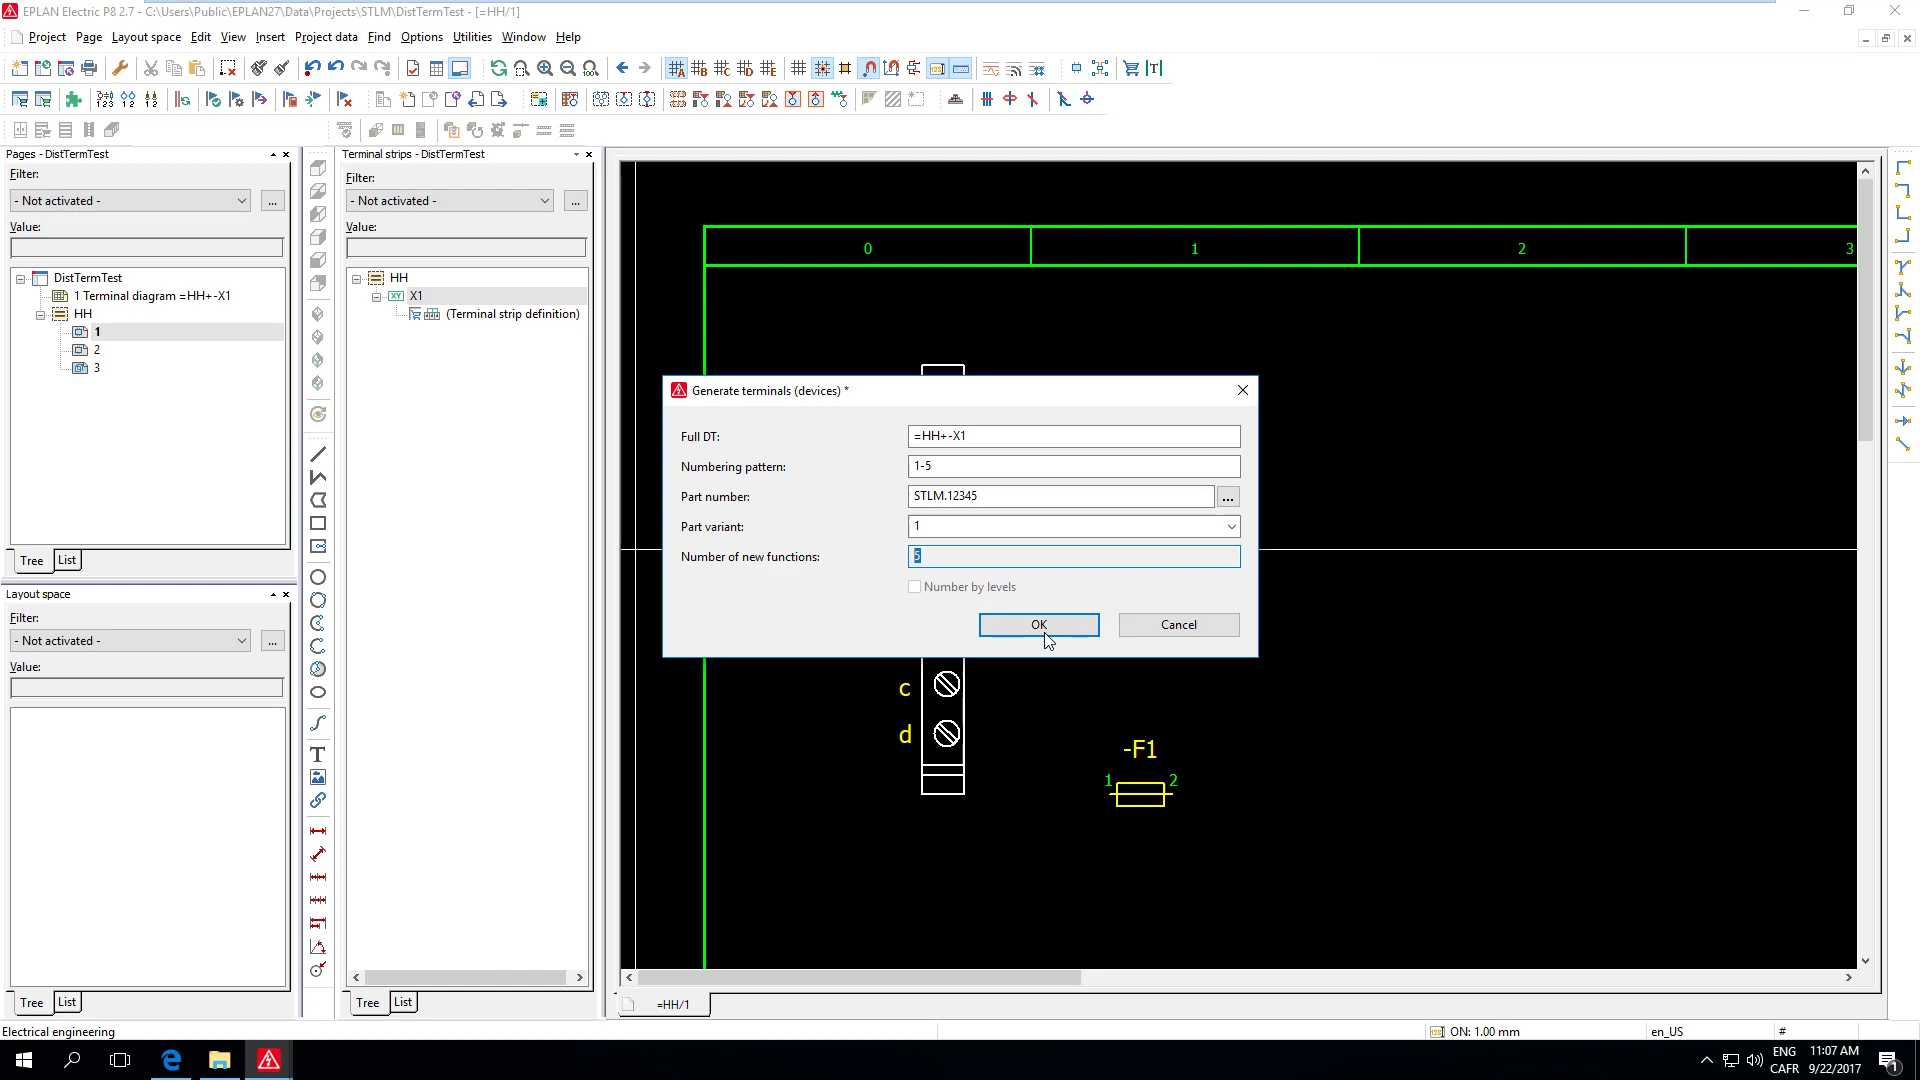 EPLAN Electric P8 2.7 - C:\Users\Public\EPLAN27\Data\Projects\STLM\DistTermTest - [=HH/1]
Project Page Layout space Edit View Insert Project data Find Options Utilities Window Help
Pages - DistTermTest
Filter:
- Not activated -
...
Value:
DistTermTest
1 Terminal diagram =HH+-X1
HH
1
2
3
Tree List
Layout space
Filter:
- Not activated -
...
Value:
Tree List
Terminal strips - DistTermTest
Filter:
- Not activated -
...
Value:
HH
X1
(Terminal strip definition)
Tree List
0 1 2 3
Generate terminals (devices) *
Full DT: =HH+-X1
Numbering pattern: 1-5
Part number: STLM.12345 ...
Part variant: 1
Number of new functions: 5
Number by levels
OK Cancel
c
d
-F1
1 2
=HH/1
Electrical engineering
ON: 1.00 mm
en_US
#
ENG 11:07 AM
CAFR 9/22/2017
1